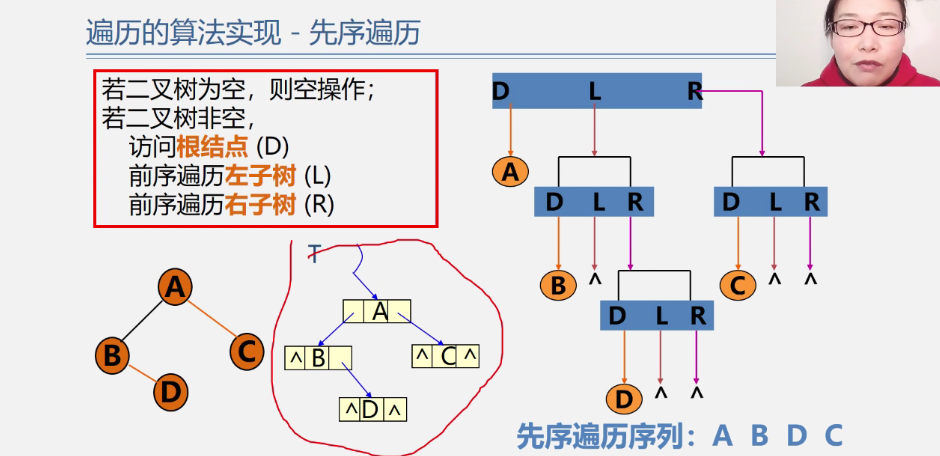 遍历的算法实现 - 先序遍历
若二叉树为空，则空操作；
若二叉树非空，
访问根结点 (D)
前序遍历左子树 (L)
前序遍历右子树 (R)
D L R
A
D L R
D L R
B ^
C ^ ^
D L R
D ^ ^
T
A
^ B
^ C ^
^ D ^
A
B
C
D
先序遍历序列：A B D C